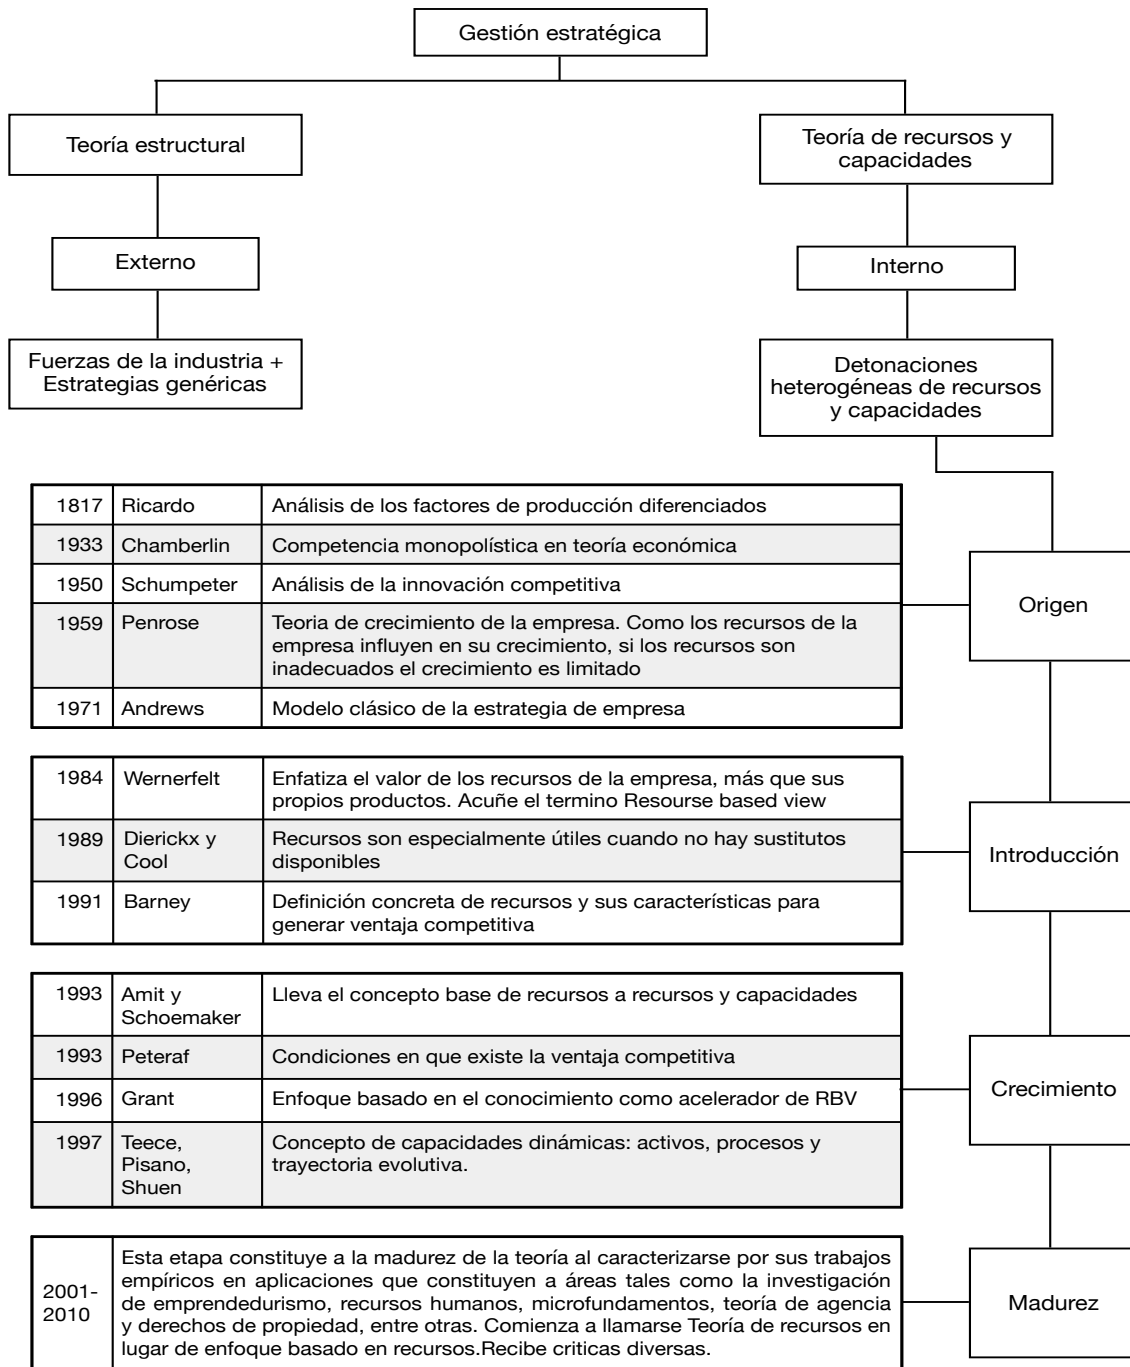 Gestión estratégica
Teoría estructural
Teoría de recursos y
capacidades
Externo
Interno
Fuerzas de la industria +
Estrategias genéricas
Detonaciones
heterogéneas de recursos
y capacidades
1817 Ricardo Análisis de los factores de producción diferenciados
1933 Chamberlin Competencia monopolística en teoría económica
1950 Schumpeter Análisis de la innovación competitiva
1959 Penrose Teoria de crecimiento de la empresa. Como los recursos de la
empresa influyen en su crecimiento, si los recursos son
inadecuados el crecimiento es limitado
1971 Andrews Modelo clásico de la estrategia de empresa
Origen
1984 Wernerfelt Enfatiza el valor de los recursos de la empresa, más que sus
propios productos. Acuñe el termino Resourse based view
1989 Dierickx y Recursos son especialmente útiles cuando no hay sustitutos
Cool disponibles
1991 Barney Definición concreta de recursos y sus características para
generar ventaja competitiva
Introducción
1993 Amit y Lleva el concepto base de recursos a recursos y capacidades
Schoemaker
1993 Peteraf Condiciones en que existe la ventaja competitiva
1996 Grant Enfoque basado en el conocimiento como acelerador de RBV
1997 Teece, Concepto de capacidades dinámicas: activos, procesos y
Pisano, trayectoria evolutiva.
Shuen
Crecimiento
2001-
2010
Esta etapa constituye a la madurez de la teoría al caracterizarse por sus trabajos
empíricos en aplicaciones que constituyen a áreas tales como la investigación
de emprendedurismo, recursos humanos, microfundamentos, teoría de agencia
y derechos de propiedad, entre otras. Comienza a llamarse Teoría de recursos en
lugar de enfoque basado en recursos.Recibe criticas diversas.
Madurez